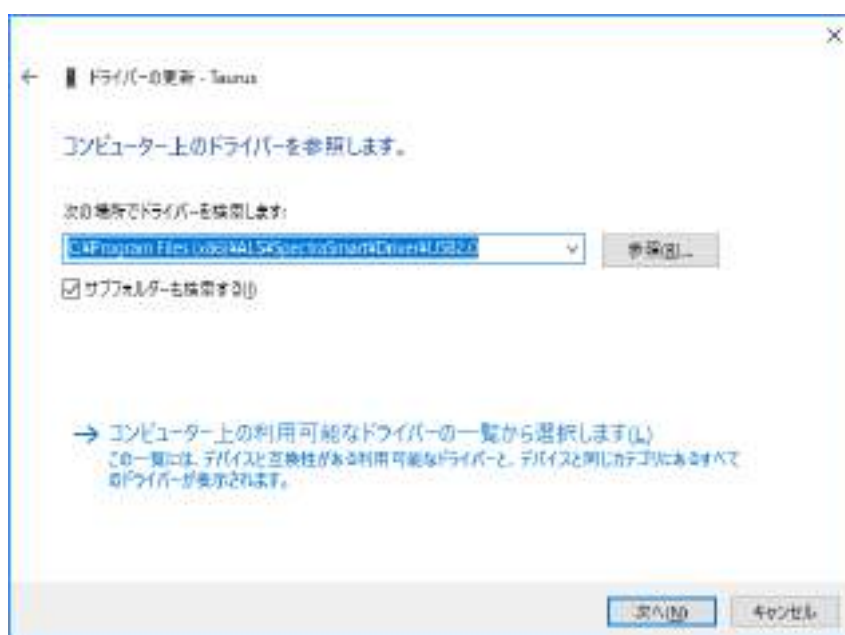 ドライバーの更新 - Taurus
コンピューター上のドライバーを参照します。
次の場所でドライバーを検索します:
C:¥Program Files (x86)¥ALS¥SpectraSmart¥Driver¥USB2.0
参照(R)...
サブフォルダーも検索する(I)
コンピューター上の利用可能なドライバーの一覧から選択します(L)
この一覧には、デバイスと互換性がある利用可能なドライバーと、デバイスと同じカテゴリにあるすべて
のドライバーが表示されます。
次へ(N)
キャンセル